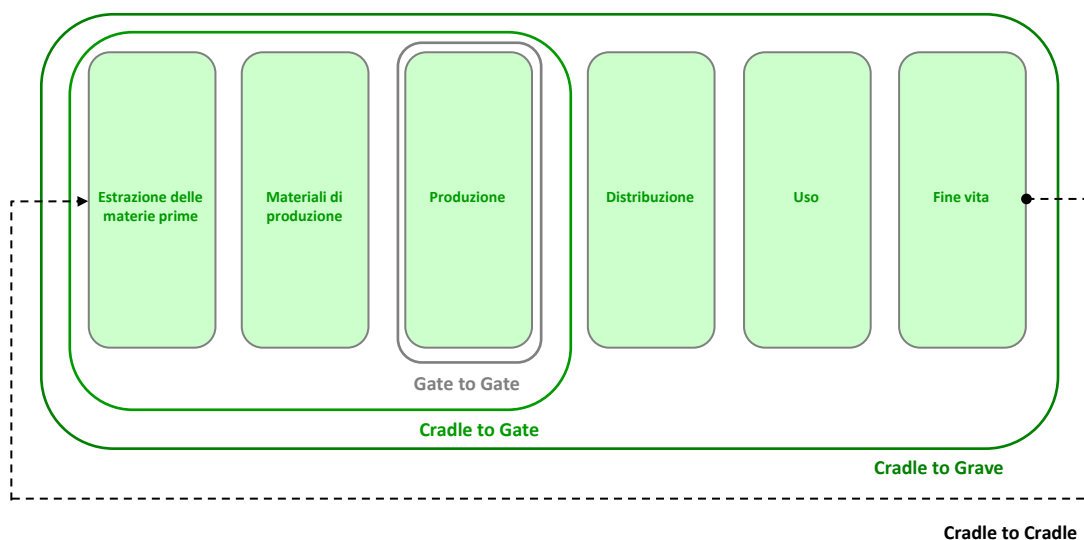 Estrazione delle
materie prime
Materiali di
produzione
Produzione
Distribuzione
Uso
Fine vita
Gate to Gate
Cradle to Gate
Cradle to Grave
Cradle to Cradle